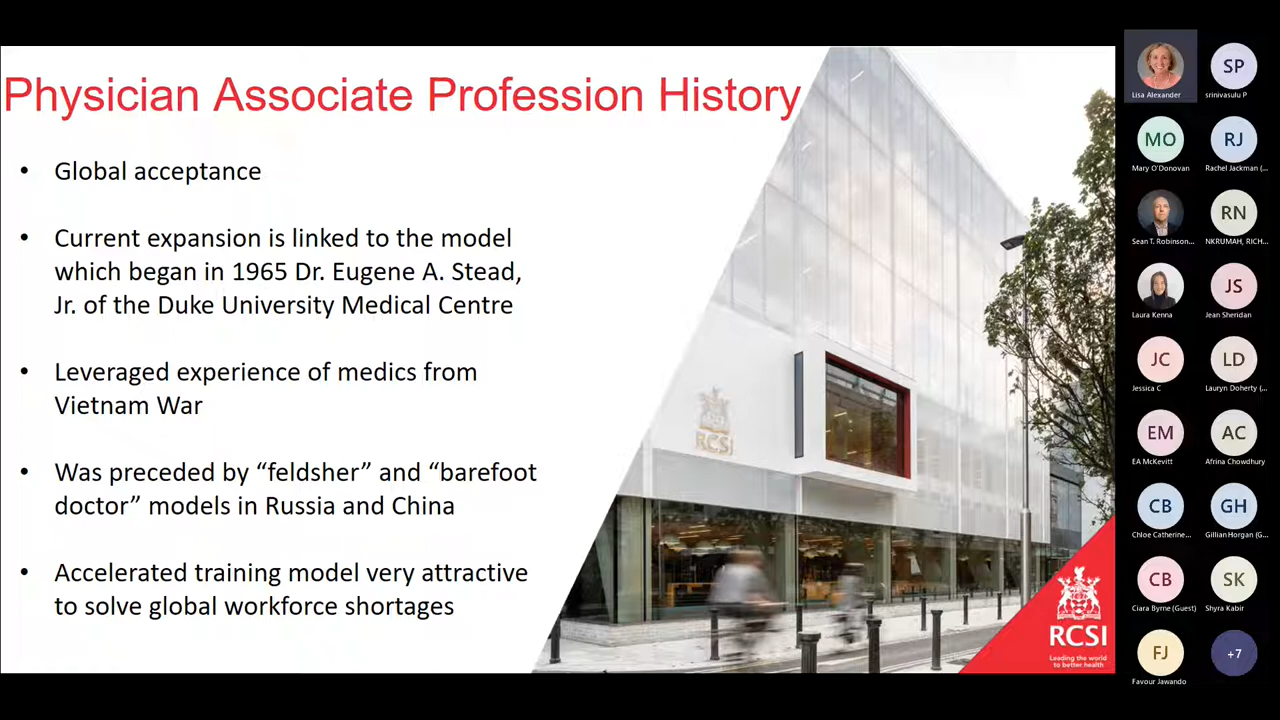 Physician Associate Profession History
• Global acceptance
• Current expansion is linked to the model
which began in 1965 Dr. Eugene A. Stead,
Jr. of the Duke University Medical Centre
• Leveraged experience of medics from
Vietnam War
• Was preceded by “feldsher” and “barefoot
doctor” models in Russia and China
• Accelerated training model very attractive
to solve global workforce shortages
RCSI
RCSI
Leading the world
to better health
Lisa Alexander
SP
srinivasulu P
MO
Mary O'Donovan
RJ
Rachel Jackman (...
Sean T. Robinson...
RN
NKRUMAH, RICH...
Laura Kenna
JS
Jean Sheridan
JC
Jessica C
LD
Lauryn Doherty (...
EM
EA McKevitt
AC
Afrina Chowdhury
CB
Chloe Catherine...
GH
Gillian Horgan (G...
CB
Ciara Byrne (Guest)
SK
Shyra Kabir
FJ
Favour Jawando
+7